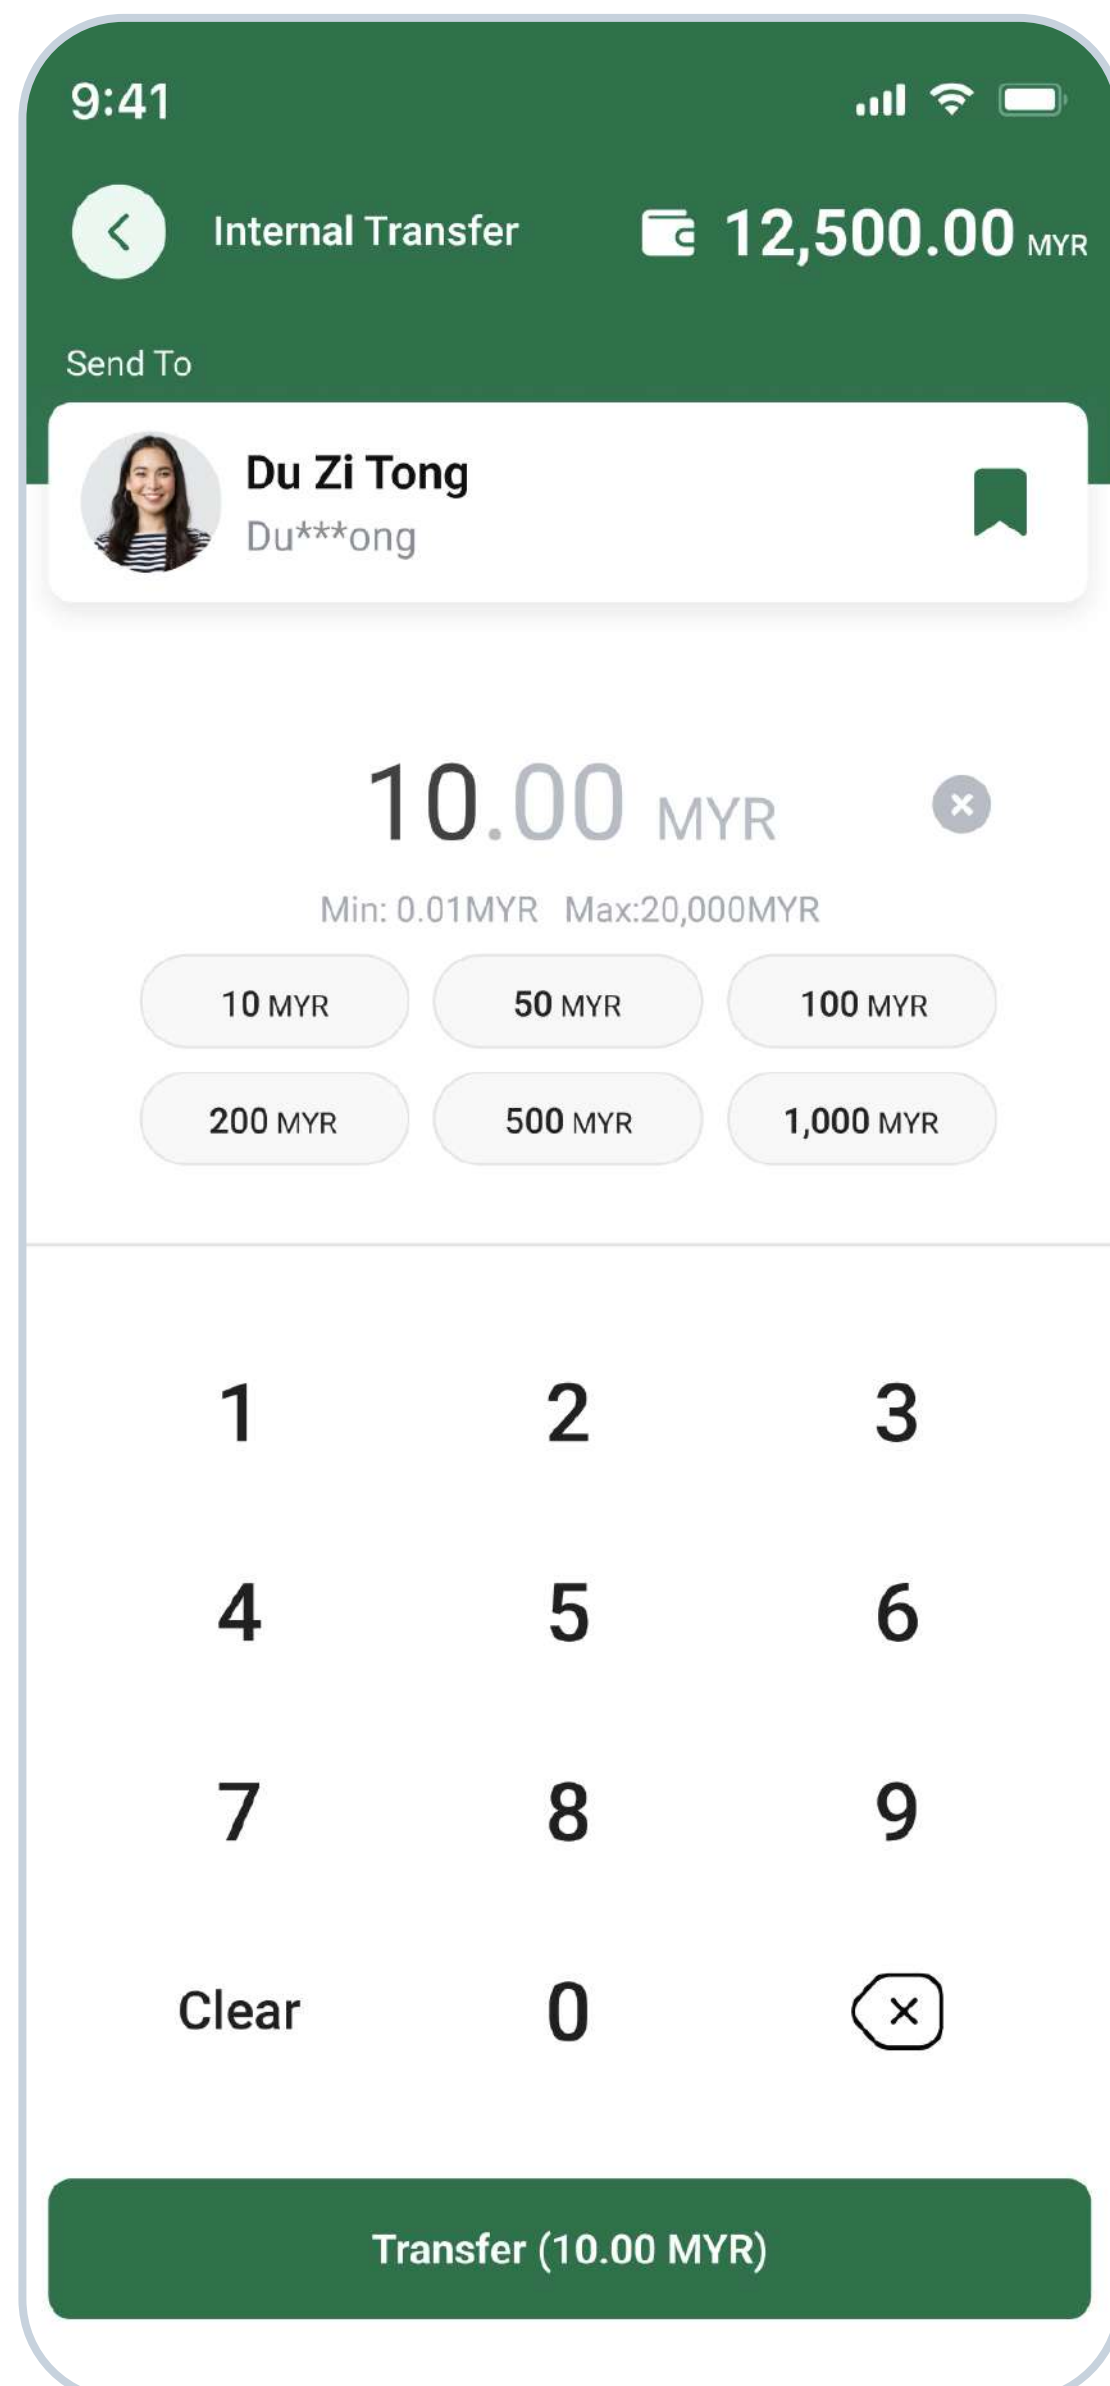 9:41
Internal Transfer 12,500.00 MYR
Send To
Du Zi Tong
Du***ong
10.00 MYR
Min: 0.01MYR Max:20,000MYR
10 MYR 50 MYR 100 MYR
200 MYR 500 MYR 1,000 MYR
1 2 3
4 5 6
7 8 9
Clear 0
Transfer (10.00 MYR)